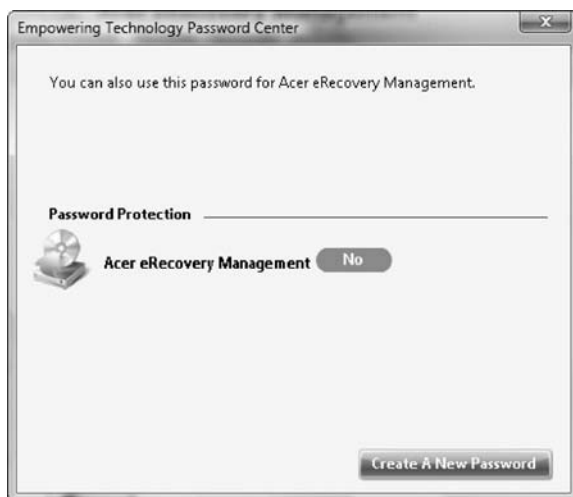 Empowering Technology Password Center
You can also use this password for Acer eRecovery Management.
Password Protection
Acer eRecovery Management No
Create A New Password